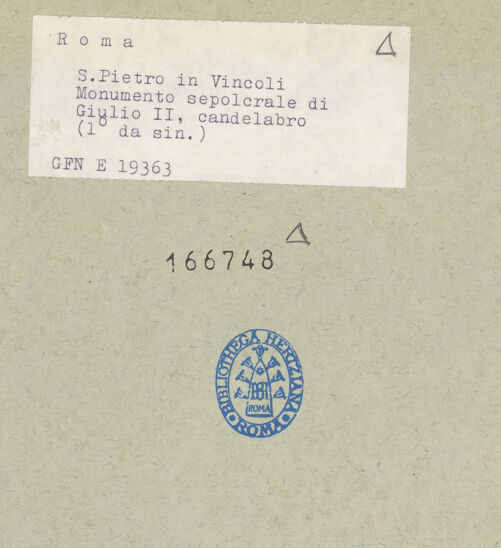 R o m a
S.Pietro in Vincoli
Monumento sepolcrale di
Giulio II, candelabro
(1° da sin.)
GFN E 19363
166748
BIBLIOTHECA HERTZIANA
ROMA
BH
ROMA